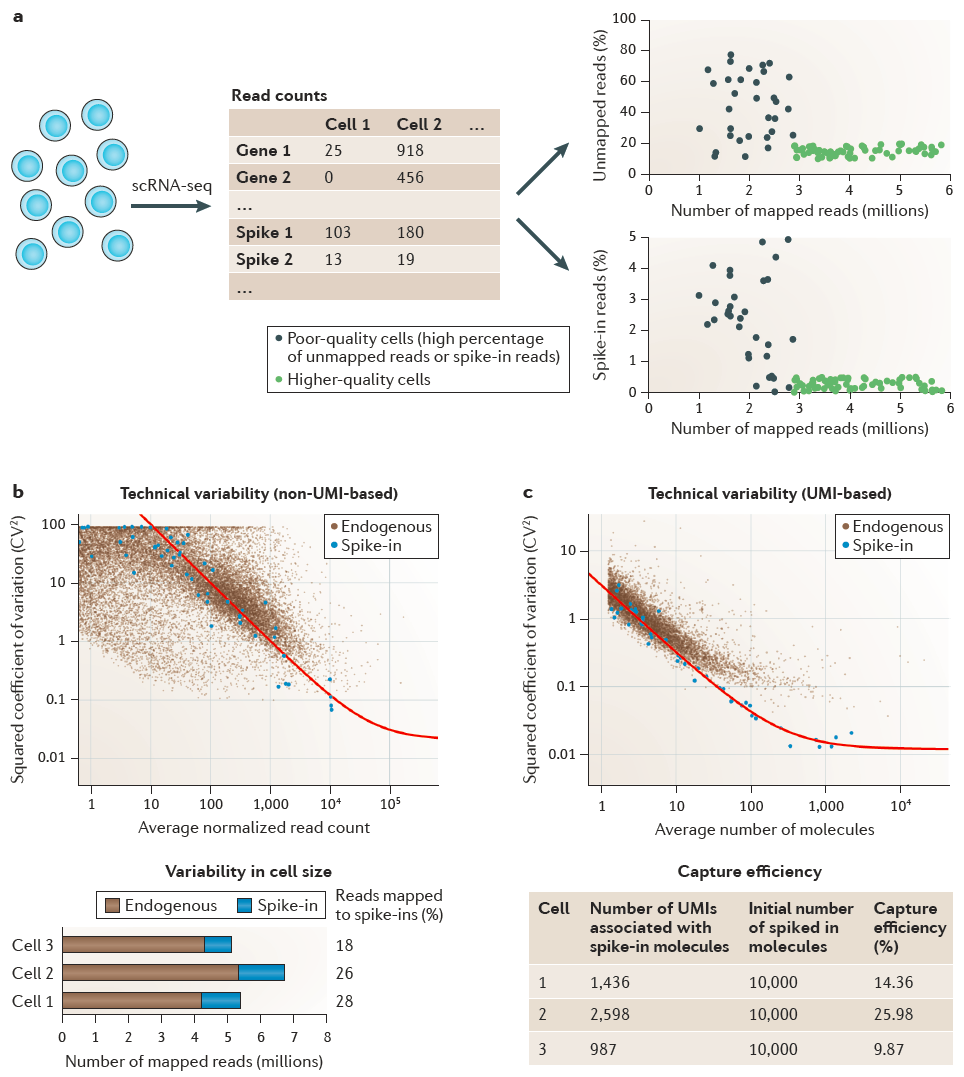 a
Read counts
Cell 1 Cell 2 ...
Gene 1 25 918
Gene 2 0 456
...
Spike 1 103 180
Spike 2 13 19
...
scRNA-seq
Poor-quality cells (high percentage
of unmapped reads or spike-in reads)
Higher-quality cells
Unmapped reads (%)
100
80
60
40
20
0
0 1 2 3 4 5 6
Number of mapped reads (millions)
Spike-in reads (%)
5
4
3
2
1
0
0 1 2 3 4 5 6
Number of mapped reads (millions)
b
Technical variability (non-UMI-based)
Squared coefficient of variation (CV²)
100
10
1
0.1
0.01
Endogenous
Spike-in
1 10 100 1,000 10⁴ 10⁵
Average normalized read count
Variability in cell size
Endogenous Spike-in
Reads mapped
to spike-ins (%)
Cell 3 18
Cell 2 26
Cell 1 28
0 1 2 3 4 5 6 7 8
Number of mapped reads (millions)
c
Technical variability (UMI-based)
Squared coefficient of variation (CV²)
10
1
0.1
0.01
Endogenous
Spike-in
1 10 100 1,000 10⁴
Average number of molecules
Capture efficiency
Cell Number of UMIs Initial number Capture
associated with of spiked in efficiency
spike-in molecules molecules (%)
1 1,436 10,000 14.36
2 2,598 10,000 25.98
3 987 10,000 9.87